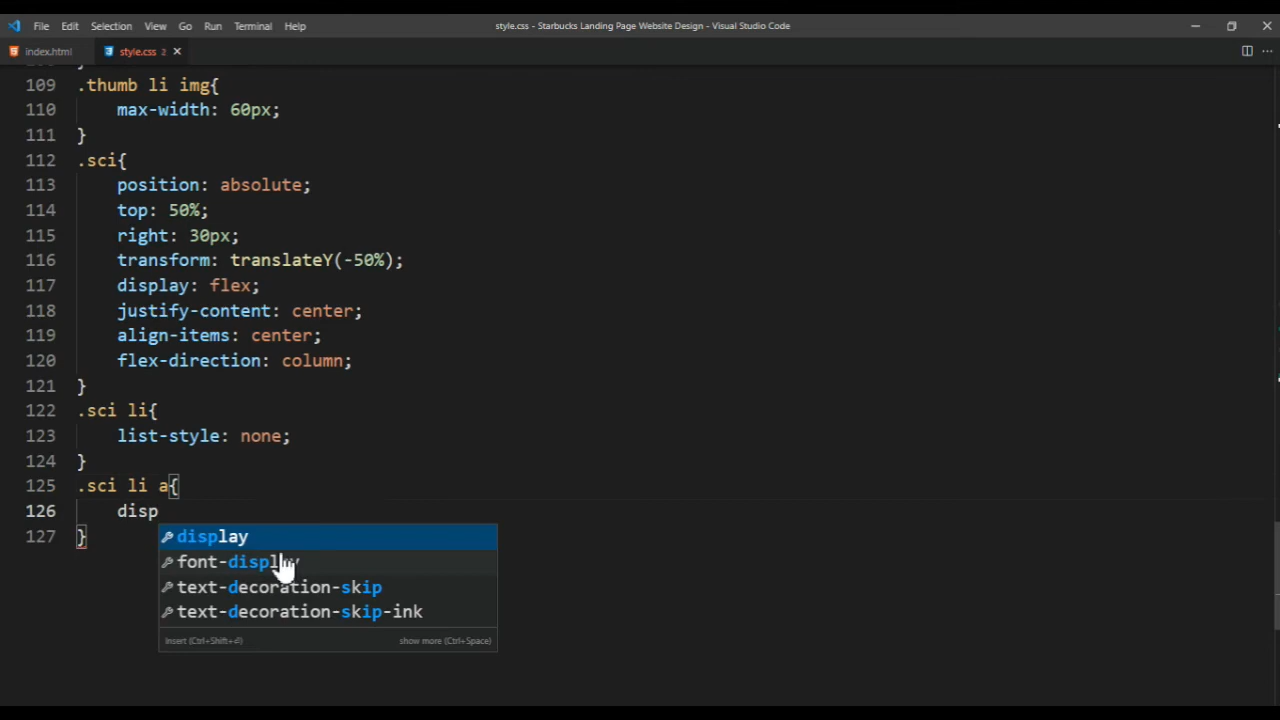 File Edit Selection View Go Run Terminal Help style.css - Starbucks Landing Page Website Design - Visual Studio Code
index.html style.css 2
109 .thumb li img{
110 max-width: 60px;
111 }
112 .sci{
113 position: absolute;
114 top: 50%;
115 right: 30px;
116 transform: translateY(-50%);
117 display: flex;
118 justify-content: center;
119 align-items: center;
120 flex-direction: column;
121 }
122 .sci li{
123 list-style: none;
124 }
125 .sci li a{
126 disp
127 }
display
font-display
text-decoration-skip
text-decoration-skip-ink
Insert (Ctrl+Shift+⏎) show more (Ctrl+Space)